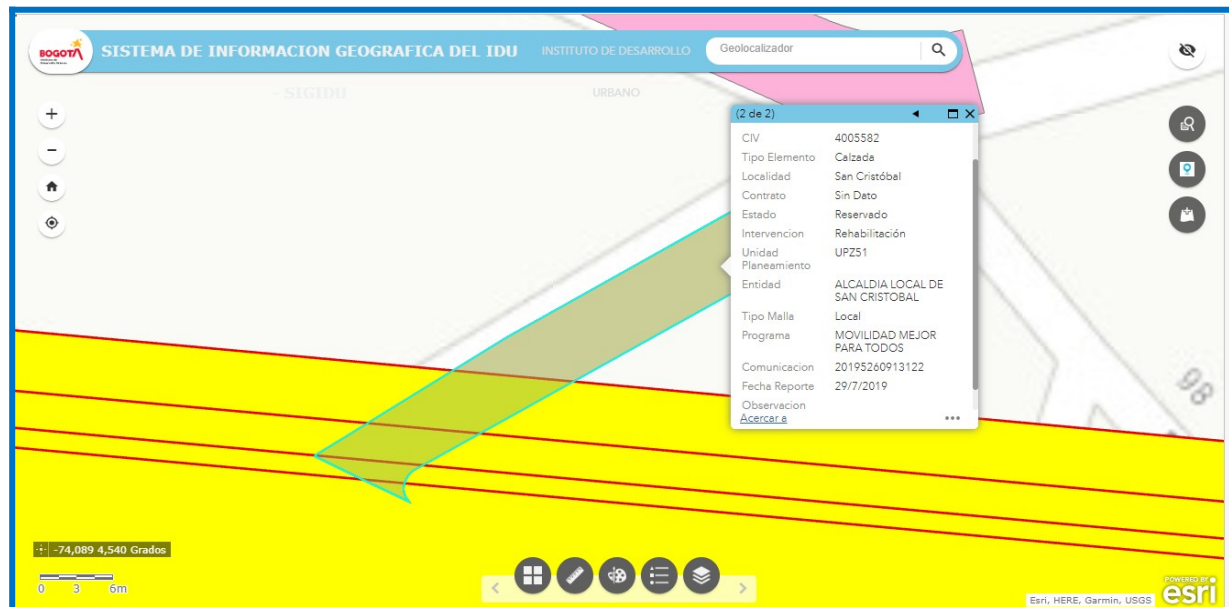 BOGOTÁ
SISTEMA DE INFORMACION GEOGRAFICA DEL IDU
INSTITUTO DE DESARROLLO
Geolocalizador
- SIGIDU
URBANO
(2 de 2)
CIV 4005582
Tipo Elemento Calzada
Localidad San Cristóbal
Contrato Sin Dato
Estado Reservado
Intervencion Rehabilitación
Unidad UPZ51
Planeamiento
Entidad ALCALDIA LOCAL DE
SAN CRISTOBAL
Tipo Malla Local
Programa MOVILIDAD MEJOR
PARA TODOS
Comunicacion 20195260913122
Fecha Reporte 29/7/2019
Observacion
Acercar a
98
-74,089 4,540 Grados
0 3 6m
POWERED BY
esri
Esri, HERE, Garmin, USGS